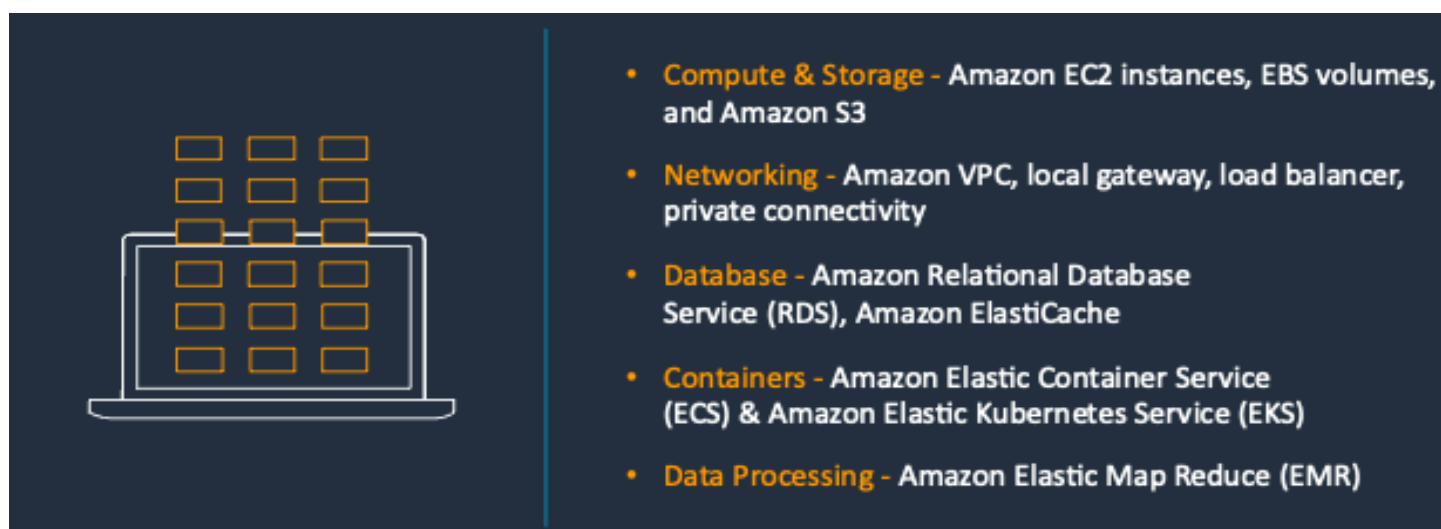 • Compute & Storage - Amazon EC2 instances, EBS volumes,
and Amazon S3
• Networking - Amazon VPC, local gateway, load balancer,
private connectivity
• Database - Amazon Relational Database
Service (RDS), Amazon ElastiCache
• Containers - Amazon Elastic Container Service
(ECS) & Amazon Elastic Kubernetes Service (EKS)
• Data Processing - Amazon Elastic Map Reduce (EMR)